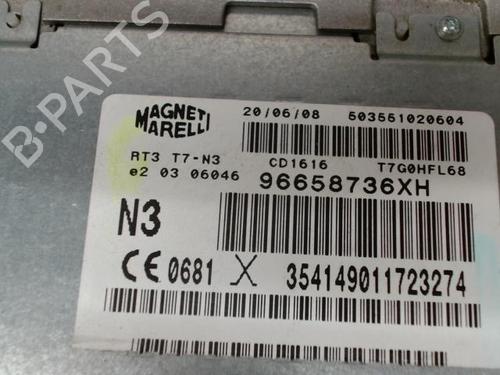 B-PARTS
MAGNETI MARELLI
20/06/08 503561020604
RT3 T7-N3 CD1616 T7G0HFL68
e2 03 06046 96658736XH
N3
CE 0681 354149011723274